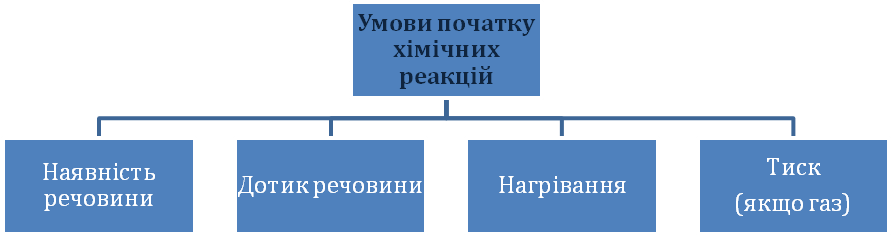 Умови початку
хімічних
реакцій
Наявність
речовини
Дотик речовини
Нагрівання
Тиск
(якщо газ)